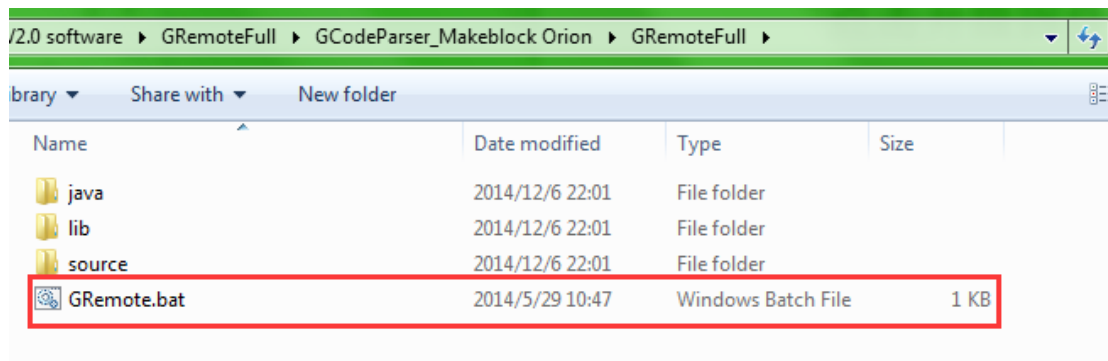 /2.0 software ▸ GRemoteFull ▸ GCodeParser_Makeblock Orion ▸ GRemoteFull ▸
ibrary ▾ Share with ▾ New folder
Name Date modified Type Size
java 2014/12/6 22:01 File folder
lib 2014/12/6 22:01 File folder
source 2014/12/6 22:01 File folder
GRemote.bat 2014/5/29 10:47 Windows Batch File 1 KB